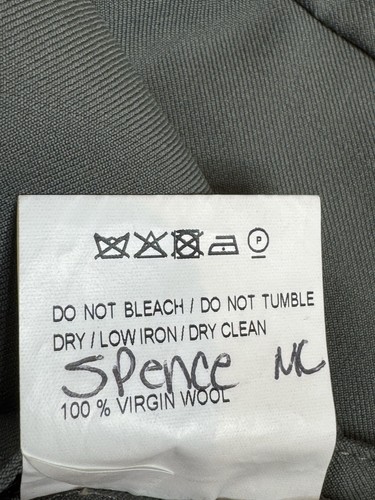 P
DO NOT BLEACH / DO NOT TUMBLE
DRY / LOW IRON / DRY CLEAN
Spence MC
100 % VIRGIN WOOL